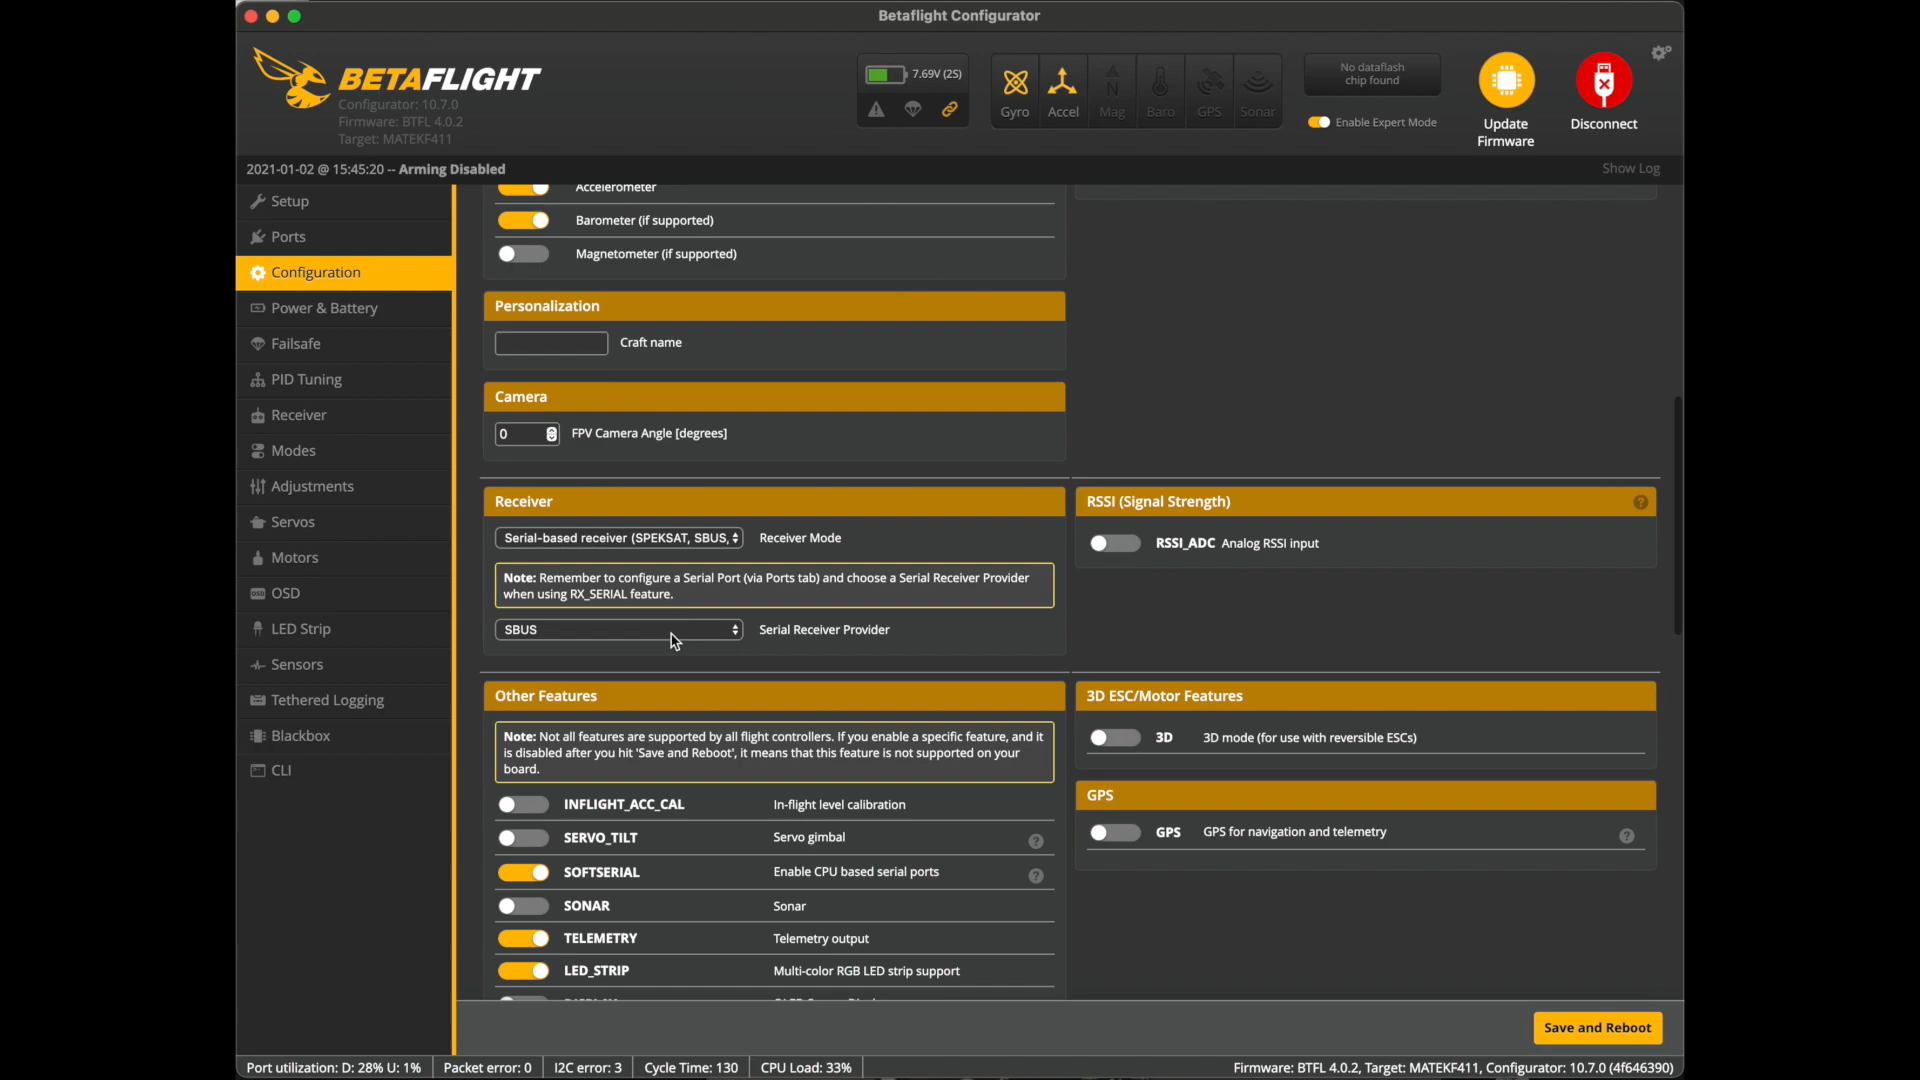 Betaflight Configurator
BETAFLIGHT
Configurator: 10.7.0
Firmware: BTFL 4.0.2
Target: MATEKF411
7.69V (2S)
Gyro
Accel
Mag
Baro
GPS
Sonar
No dataflash
chip found
Enable Expert Mode
Update
Firmware
Disconnect
2021-01-02 @ 15:45:20 -- Arming Disabled
Show Log
Setup
Ports
Configuration
Power & Battery
Failsafe
PID Tuning
Receiver
Modes
Adjustments
Servos
Motors
OSD
LED Strip
Sensors
Tethered Logging
Blackbox
CLI
Accelerometer
Barometer (if supported)
Magnetometer (if supported)
Personalization
Craft name
Camera
0
FPV Camera Angle [degrees]
Receiver
Serial-based receiver (SPEKSAT, SBUS,
Receiver Mode
Note: Remember to configure a Serial Port (via Ports tab) and choose a Serial Receiver Provider
when using RX_SERIAL feature.
SBUS
Serial Receiver Provider
RSSI (Signal Strength)
RSSI_ADC Analog RSSI input
Other Features
Note: Not all features are supported by all flight controllers. If you enable a specific feature, and it
is disabled after you hit 'Save and Reboot', it means that this feature is not supported on your
board.
INFLIGHT_ACC_CAL In-flight level calibration
SERVO_TILT Servo gimbal
SOFTSERIAL Enable CPU based serial ports
SONAR Sonar
TELEMETRY Telemetry output
LED_STRIP Multi-color RGB LED strip support
3D ESC/Motor Features
3D 3D mode (for use with reversible ESCs)
GPS
GPS GPS for navigation and telemetry
Save and Reboot
Port utilization: D: 28% U: 1%
Packet error: 0
I2C error: 3
Cycle Time: 130
CPU Load: 33%
Firmware: BTFL 4.0.2, Target: MATEKF411, Configurator: 10.7.0 (4f646390)